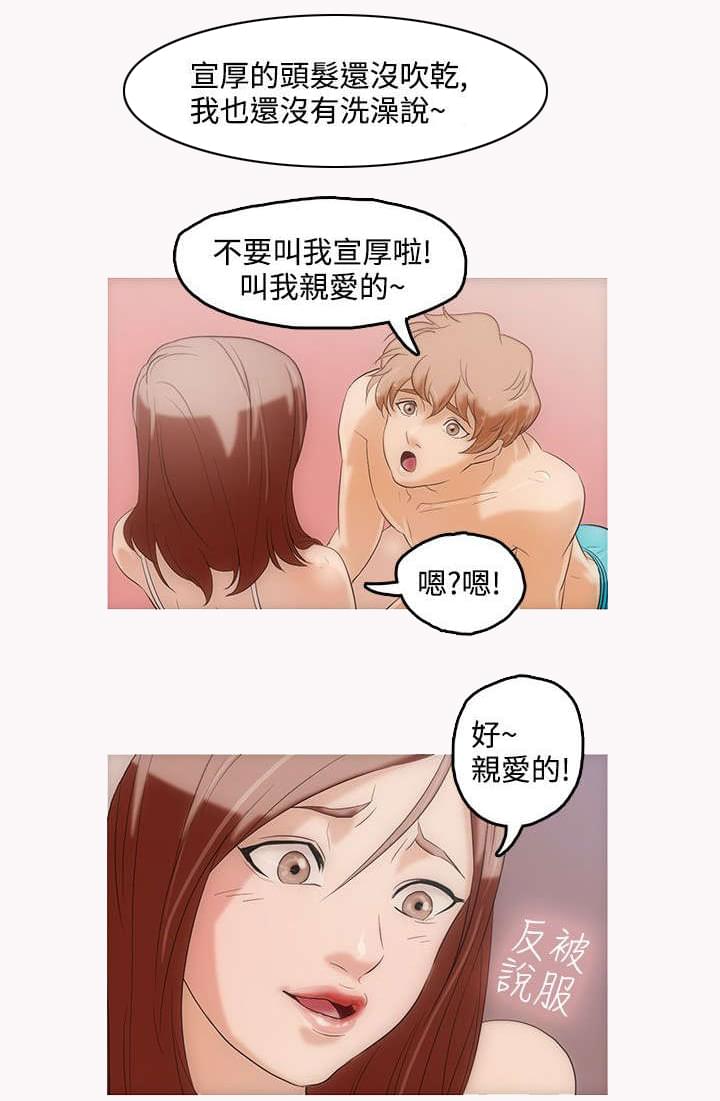 宣厚的頭髮還沒吹乾,
我也還沒有洗澡說~
不要叫我宣厚啦!
叫我親愛的~
嗯?嗯!
好~
親愛的!
反被
說服